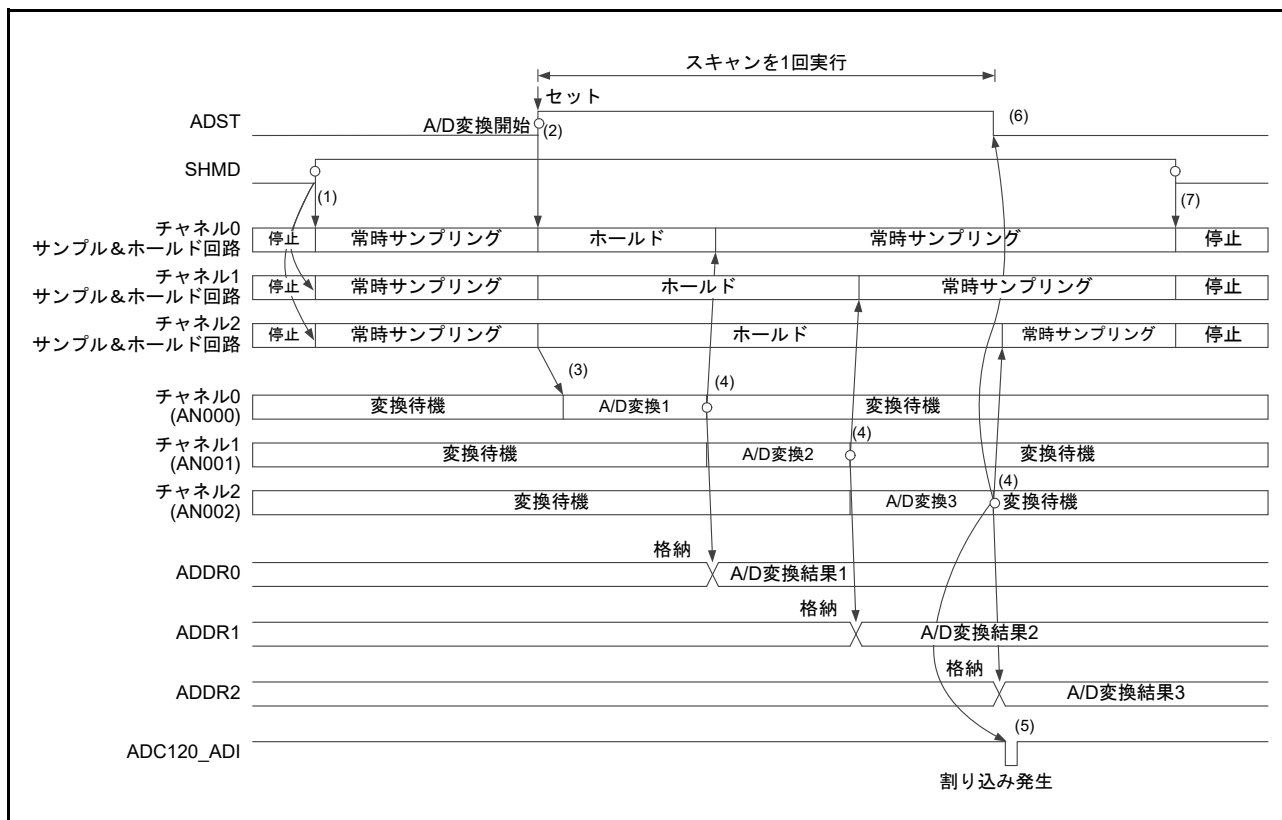 スキャンを1回実行
セット
ADST
A/D変換開始
(2)
(6)
SHMD
(1)
(7)
チャネル0
サンプル＆ホールド回路
停止
常時サンプリング
ホールド
常時サンプリング
停止
チャネル1
サンプル＆ホールド回路
停止
常時サンプリング
ホールド
常時サンプリング
停止
チャネル2
サンプル＆ホールド回路
停止
常時サンプリング
ホールド
常時サンプリング
停止
(3)
(4)
チャネル0
(AN000)
変換待機
A/D変換1
変換待機
(4)
チャネル1
(AN001)
変換待機
A/D変換2
変換待機
(4)
チャネル2
(AN002)
変換待機
A/D変換3
変換待機
格納
ADDR0
A/D変換結果1
格納
ADDR1
A/D変換結果2
格納
ADDR2
A/D変換結果3
(5)
ADC120_ADI
割り込み発生